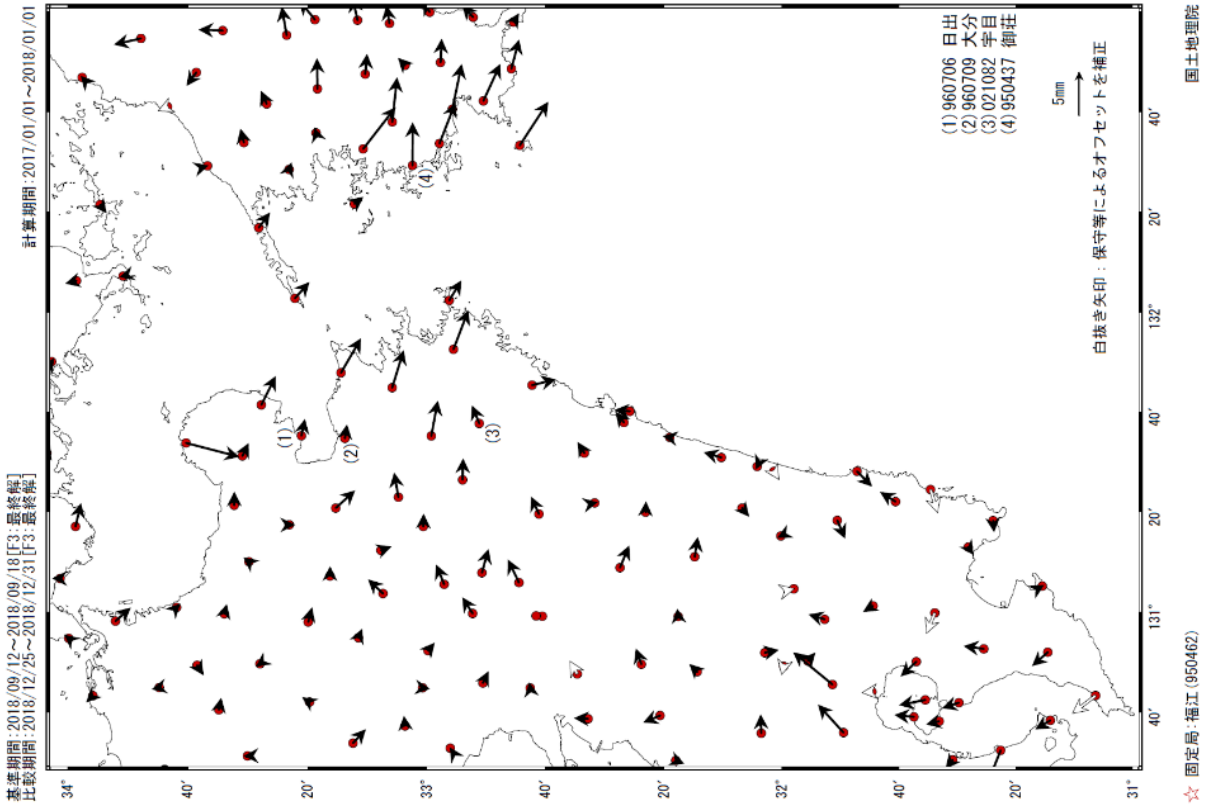 基準期間:2018/09/12~2018/09/18[F3:最終解]
比較期間:2018/12/25~2018/12/31[F3:最終解]
計算期間:2017/01/01~2018/01/01
34°
40′
20′
33°
40′
20′
32°
40′
20′
31°
40′
131°
20′
40′
132°
20′
40′
(1)
(2)
(3)
(4)
(1) 960706 日出
(2) 960709 大分
(3) 021082 宇目
(4) 950437 御荘
5mm
白抜き矢印:保守等によるオフセットを補正
☆ 固定局:福江(950462)
国土地理院